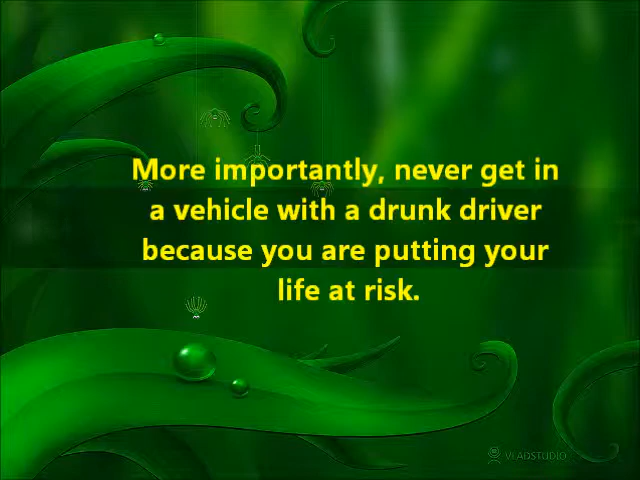 More importantly, never get in
a vehicle with a drunk driver
because you are putting your
life at risk.
VLADSTUDIO